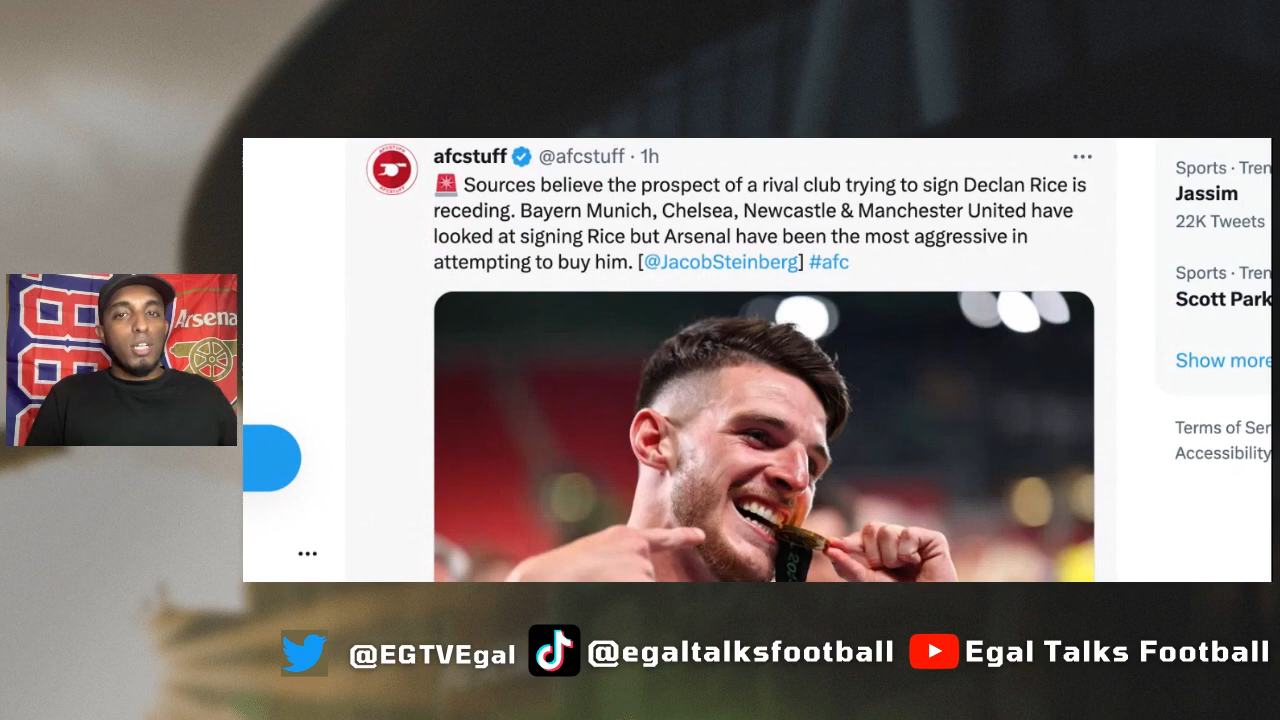 afcstuff @afcstuff · 1h
Sources believe the prospect of a rival club trying to sign Declan Rice is
receding. Bayern Munich, Chelsea, Newcastle & Manchester United have
looked at signing Rice but Arsenal have been the most aggressive in
attempting to buy him. [@JacobSteinberg] #afc
Sports · Tren
Jassim
22K Tweets
Sports · Tren
Scott Park
Show more
Terms of Ser
Accessibility
Arsena
@EGTVEgal
@egaltalksfootball
Egal Talks Football